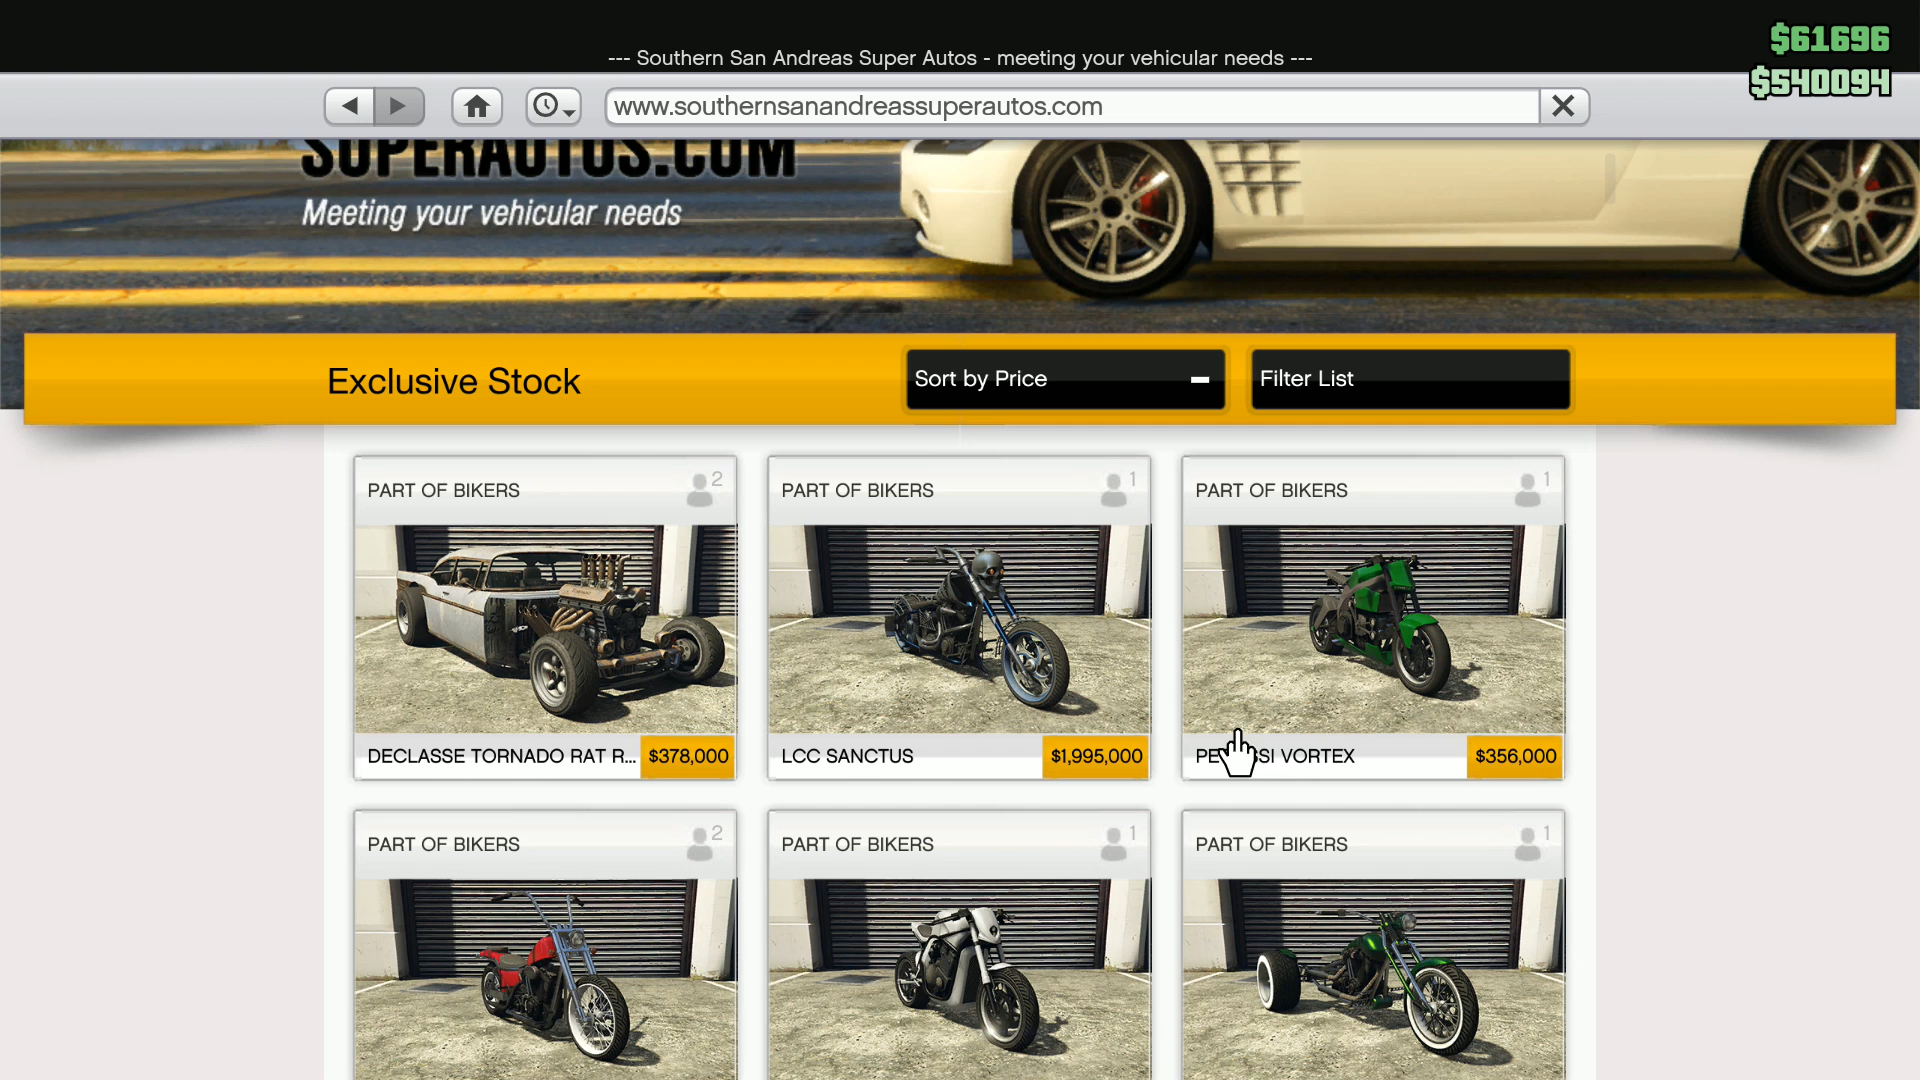 $61696
--- Southern San Andreas Super Autos - meeting your vehicular needs ---
$540094
www.southernsanandreassuperautos.com
SUPERAUTOS.COM
Meeting your vehicular needs
Exclusive Stock
Sort by Price
Filter List
PART OF BIKERS 2
PART OF BIKERS 1
PART OF BIKERS 1
DECLASSE TORNADO RAT R... $378,000
LCC SANCTUS $1,995,000
VORTEX $356,000
PART OF BIKERS 2
PART OF BIKERS 1
PART OF BIKERS 1